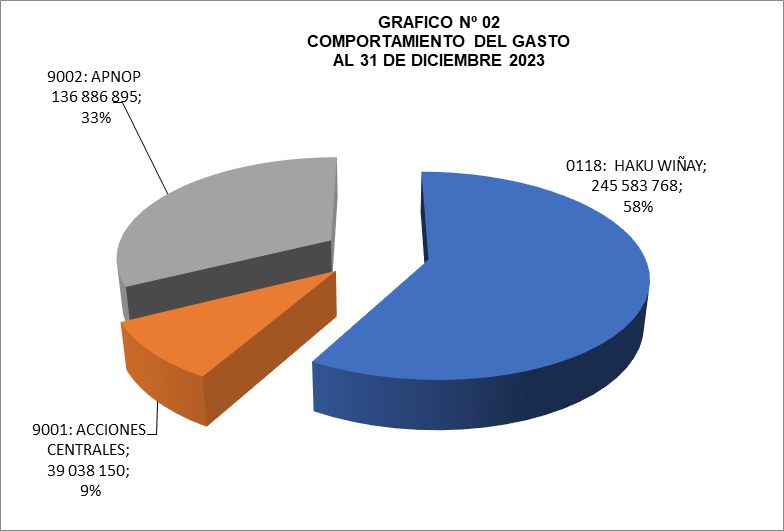 GRAFICO Nº 02
COMPORTAMIENTO DEL GASTO
AL 31 DE DICIEMBRE 2023
9002: APNOP
136 886 895;
33%
0118: HAKU WIÑAY;
245 583 768;
58%
9001: ACCIONES
CENTRALES;
39 038 150;
9%